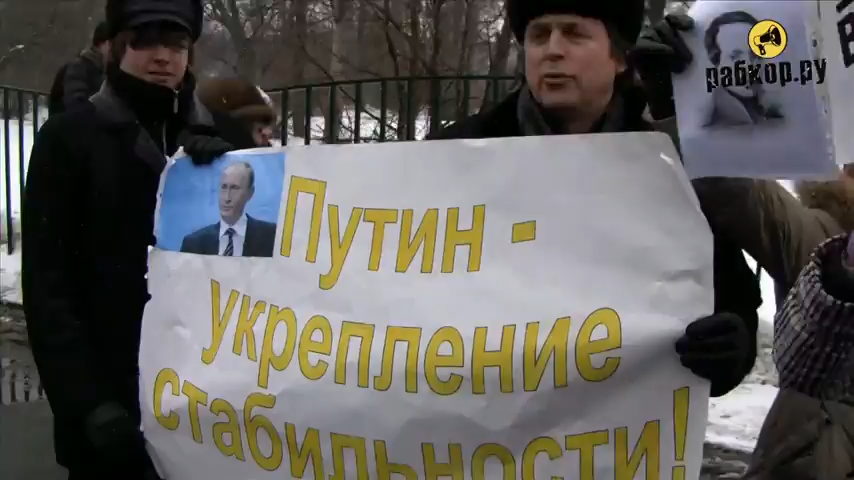 рабкор.ру
Путин -
укрепление
стабильности!